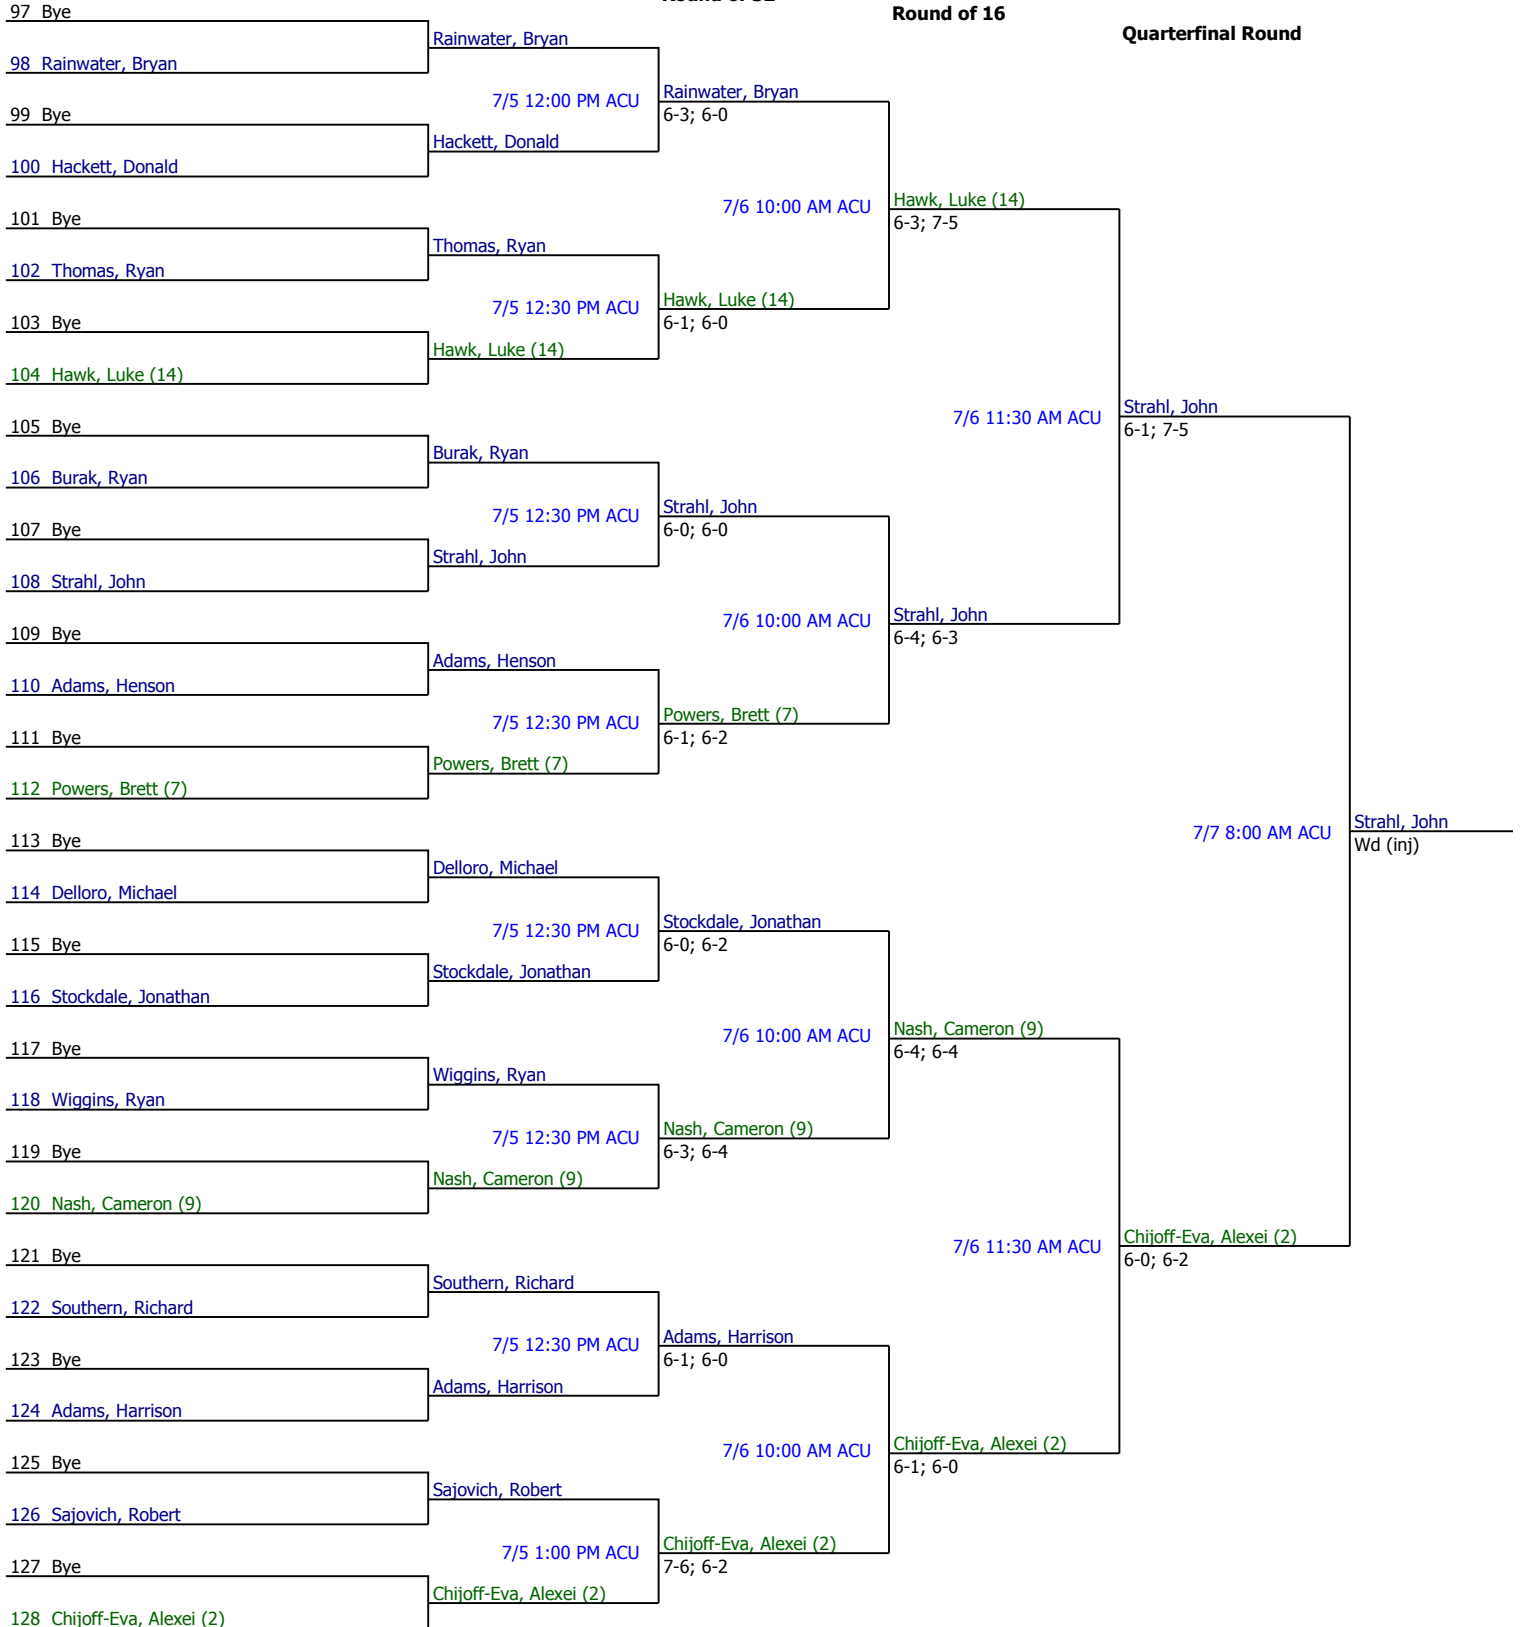 Round of 16
Quarterfinal Round
97 Bye
Rainwater, Bryan
98 Rainwater, Bryan
7/5 12:00 PM ACU
Rainwater, Bryan
6-3; 6-0
99 Bye
Hackett, Donald
100 Hackett, Donald
7/6 10:00 AM ACU
Hawk, Luke (14)
6-3; 7-5
101 Bye
Thomas, Ryan
102 Thomas, Ryan
7/5 12:30 PM ACU
Hawk, Luke (14)
6-1; 6-0
103 Bye
Hawk, Luke (14)
104 Hawk, Luke (14)
7/6 11:30 AM ACU
Strahl, John
6-1; 7-5
105 Bye
Burak, Ryan
106 Burak, Ryan
7/5 12:30 PM ACU
Strahl, John
6-0; 6-0
107 Bye
Strahl, John
108 Strahl, John
7/6 10:00 AM ACU
Strahl, John
6-4; 6-3
109 Bye
Adams, Henson
110 Adams, Henson
7/5 12:30 PM ACU
Powers, Brett (7)
6-1; 6-2
111 Bye
Powers, Brett (7)
112 Powers, Brett (7)
7/7 8:00 AM ACU
Strahl, John
Wd (inj)
113 Bye
Delloro, Michael
114 Delloro, Michael
7/5 12:30 PM ACU
Stockdale, Jonathan
6-0; 6-2
115 Bye
Stockdale, Jonathan
116 Stockdale, Jonathan
7/6 10:00 AM ACU
Nash, Cameron (9)
6-4; 6-4
117 Bye
Wiggins, Ryan
118 Wiggins, Ryan
7/5 12:30 PM ACU
Nash, Cameron (9)
6-3; 6-4
119 Bye
Nash, Cameron (9)
120 Nash, Cameron (9)
7/6 11:30 AM ACU
Chijoff-Eva, Alexei (2)
6-0; 6-2
121 Bye
Southern, Richard
122 Southern, Richard
7/5 12:30 PM ACU
Adams, Harrison
6-1; 6-0
123 Bye
Adams, Harrison
124 Adams, Harrison
7/6 10:00 AM ACU
Chijoff-Eva, Alexei (2)
6-1; 6-0
125 Bye
Sajovich, Robert
126 Sajovich, Robert
7/5 1:00 PM ACU
Chijoff-Eva, Alexei (2)
7-6; 6-2
127 Bye
Chijoff-Eva, Alexei (2)
128 Chijoff-Eva, Alexei (2)